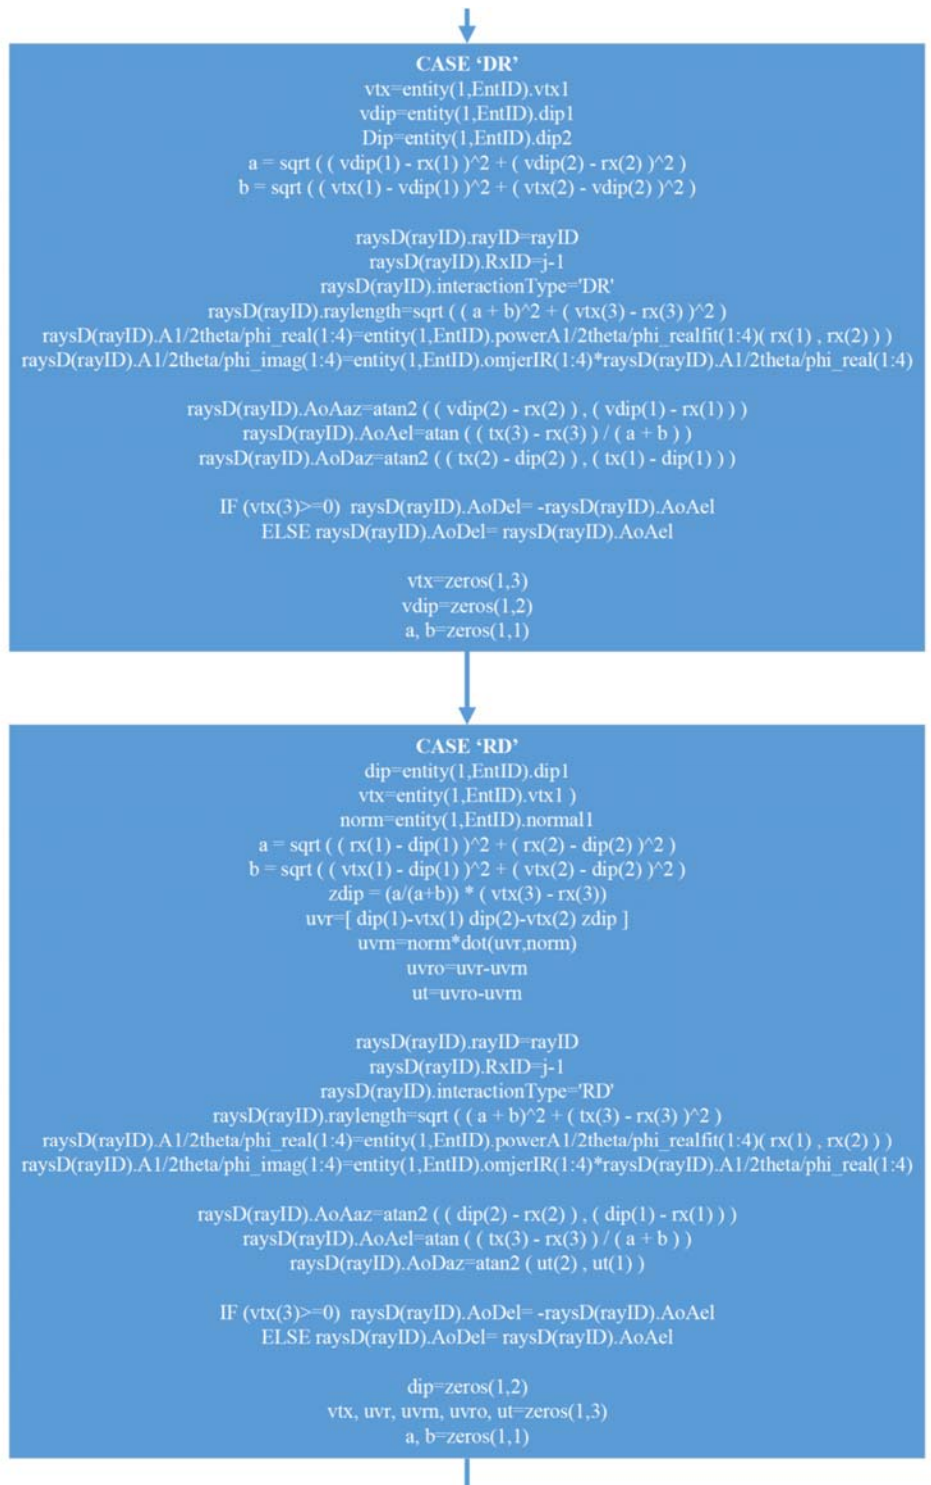 CASE ‘DR’
vtx=entity(1,EntID).vtx1
vdip=entity(1,EntID).dip1
Dip=entity(1,EntID).dip2
a = sqrt ( ( vdip(1) - rx(1) )^2 + ( vdip(2) - rx(2) )^2 )
b = sqrt ( ( vtx(1) - vdip(1) )^2 + ( vtx(2) - vdip(2) )^2 )
raysD(rayID).rayID=rayID
raysD(rayID).RxID=j-1
raysD(rayID).interactionType='DR'
raysD(rayID).raylength=sqrt ( ( a + b)^2 + ( vtx(3) - rx(3) )^2 )
raysD(rayID).A1/2theta/phi_real(1:4)=entity(1,EntID).powerA1/2theta/phi_realfit(1:4)( rx(1) , rx(2) ) )
raysD(rayID).A1/2theta/phi_imag(1:4)=entity(1,EntID).omjerIR(1:4)*raysD(rayID).A1/2theta/phi_real(1:4)
raysD(rayID).AoAaz=atan2 ( ( vdip(2) - rx(2) ) , ( vdip(1) - rx(1) ) )
raysD(rayID).AoAel=atan ( ( tx(3) - rx(3) ) / ( a + b ) )
raysD(rayID).AoDaz=atan2 ( ( tx(2) - dip(2) ) , ( tx(1) - dip(1) ) )
IF (vtx(3)>=0) raysD(rayID).AoDel= -raysD(rayID).AoAel
ELSE raysD(rayID).AoDel= raysD(rayID).AoAel
vtx=zeros(1,3)
vdip=zeros(1,2)
a, b=zeros(1,1)
CASE ‘RD’
dip=entity(1,EntID).dip1
vtx=entity(1,EntID).vtx1 )
norm=entity(1,EntID).normal1
a = sqrt ( ( rx(1) - dip(1) )^2 + ( rx(2) - dip(2) )^2 )
b = sqrt ( ( vtx(1) - dip(1) )^2 + ( vtx(2) - dip(2) )^2 )
zdip = (a/(a+b)) * ( vtx(3) - rx(3))
uvr=[ dip(1)-vtx(1) dip(2)-vtx(2) zdip ]
uvrn=norm*dot(uvr,norm)
uvro=uvr-uvrn
ut=uvro-uvrn
raysD(rayID).rayID=rayID
raysD(rayID).RxID=j-1
raysD(rayID).interactionType='RD'
raysD(rayID).raylength=sqrt ( ( a + b)^2 + ( tx(3) - rx(3) )^2 )
raysD(rayID).A1/2theta/phi_real(1:4)=entity(1,EntID).powerA1/2theta/phi_realfit(1:4)( rx(1) , rx(2) ) )
raysD(rayID).A1/2theta/phi_imag(1:4)=entity(1,EntID).omjerIR(1:4)*raysD(rayID).A1/2theta/phi_real(1:4)
raysD(rayID).AoAaz=atan2 ( ( dip(2) - rx(2) ) , ( dip(1) - rx(1) ) )
raysD(rayID).AoAel=atan ( ( tx(3) - rx(3) ) / ( a + b ) )
raysD(rayID).AoDaz=atan2 ( ut(2) , ut(1) )
IF (vtx(3)>=0) raysD(rayID).AoDel= -raysD(rayID).AoAel
ELSE raysD(rayID).AoDel= raysD(rayID).AoAel
dip=zeros(1,2)
vtx, uvr, uvrn, uvro, ut=zeros(1,3)
a, b=zeros(1,1)